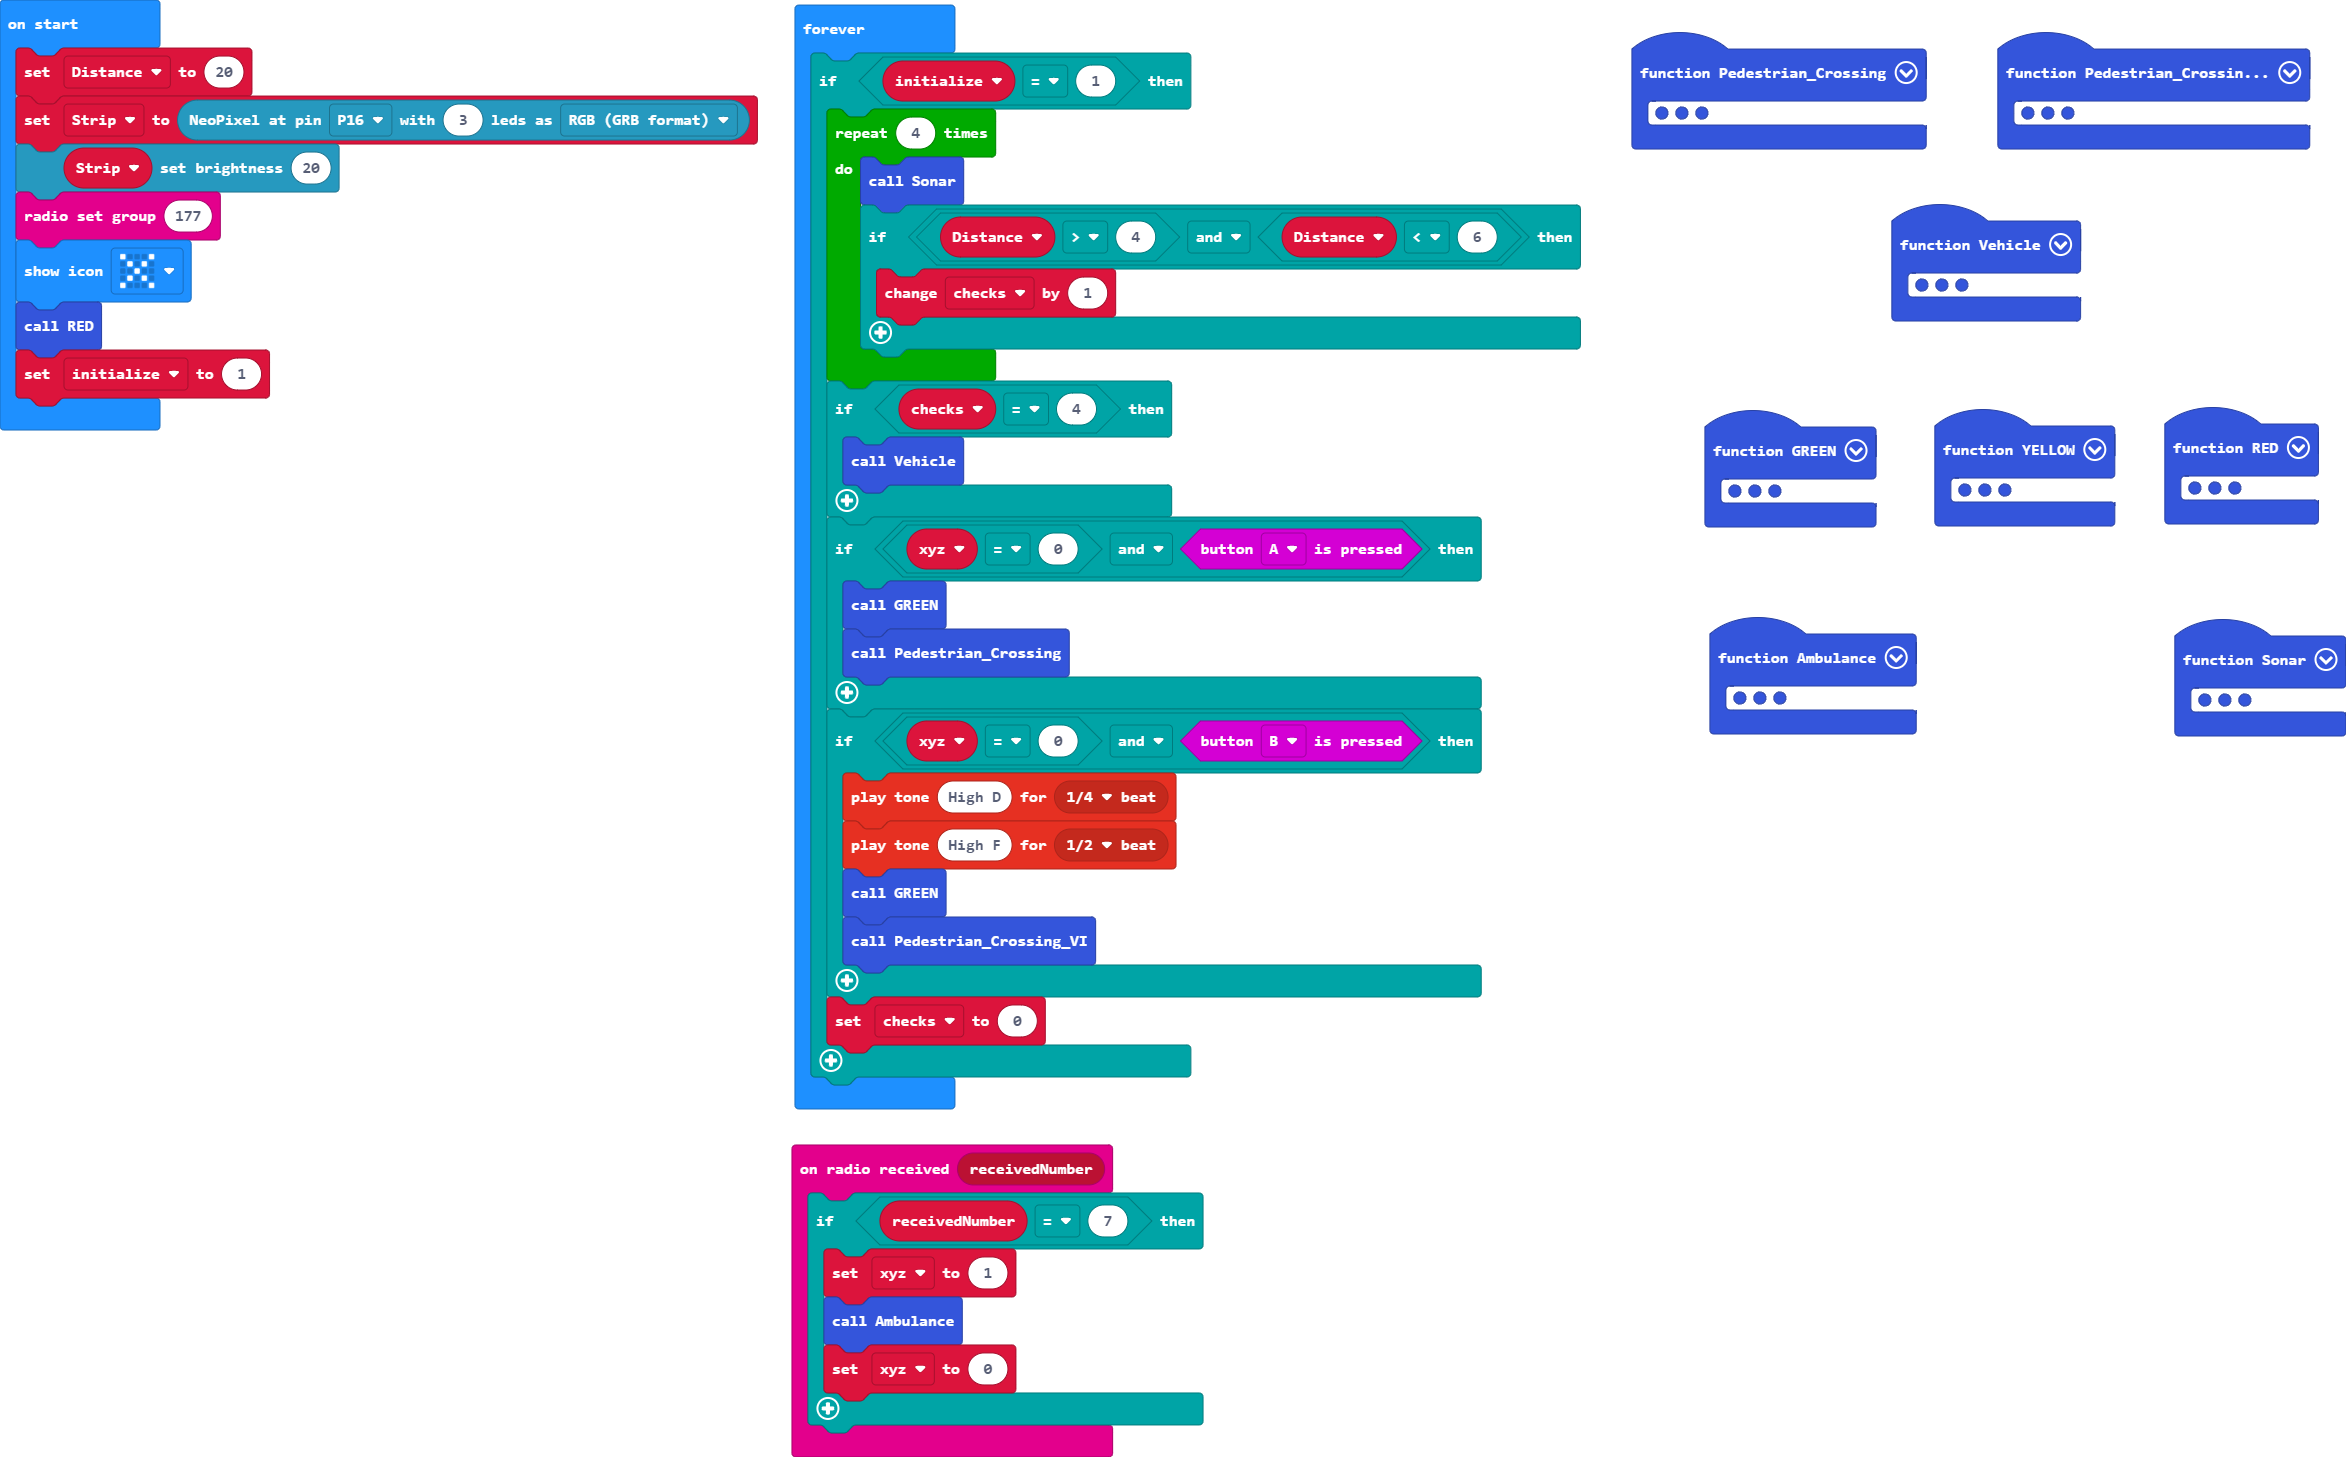 on start
set Distance to 20
set Strip to NeoPixel at pin P16 with 3 leds as RGB (GRB format)
Strip set brightness 20
radio set group 177
show icon
call RED
set initialize to 1
forever
if initialize = 1 then
repeat 4 times
do
call Sonar
if Distance > 4 and Distance < 6 then
change checks by 1
if checks = 4 then
call Vehicle
if xyz = 0 and button A is pressed then
call GREEN
call Pedestrian_Crossing
if xyz = 0 and button B is pressed then
play tone High D for 1/4 beat
play tone High F for 1/2 beat
call GREEN
call Pedestrian_Crossing_VI
set checks to 0
on radio received receivedNumber
if receivedNumber = 7 then
set xyz to 1
call Ambulance
set xyz to 0
function Pedestrian_Crossing
function Pedestrian_Crossin...
function Vehicle
function GREEN
function YELLOW
function RED
function Ambulance
function Sonar